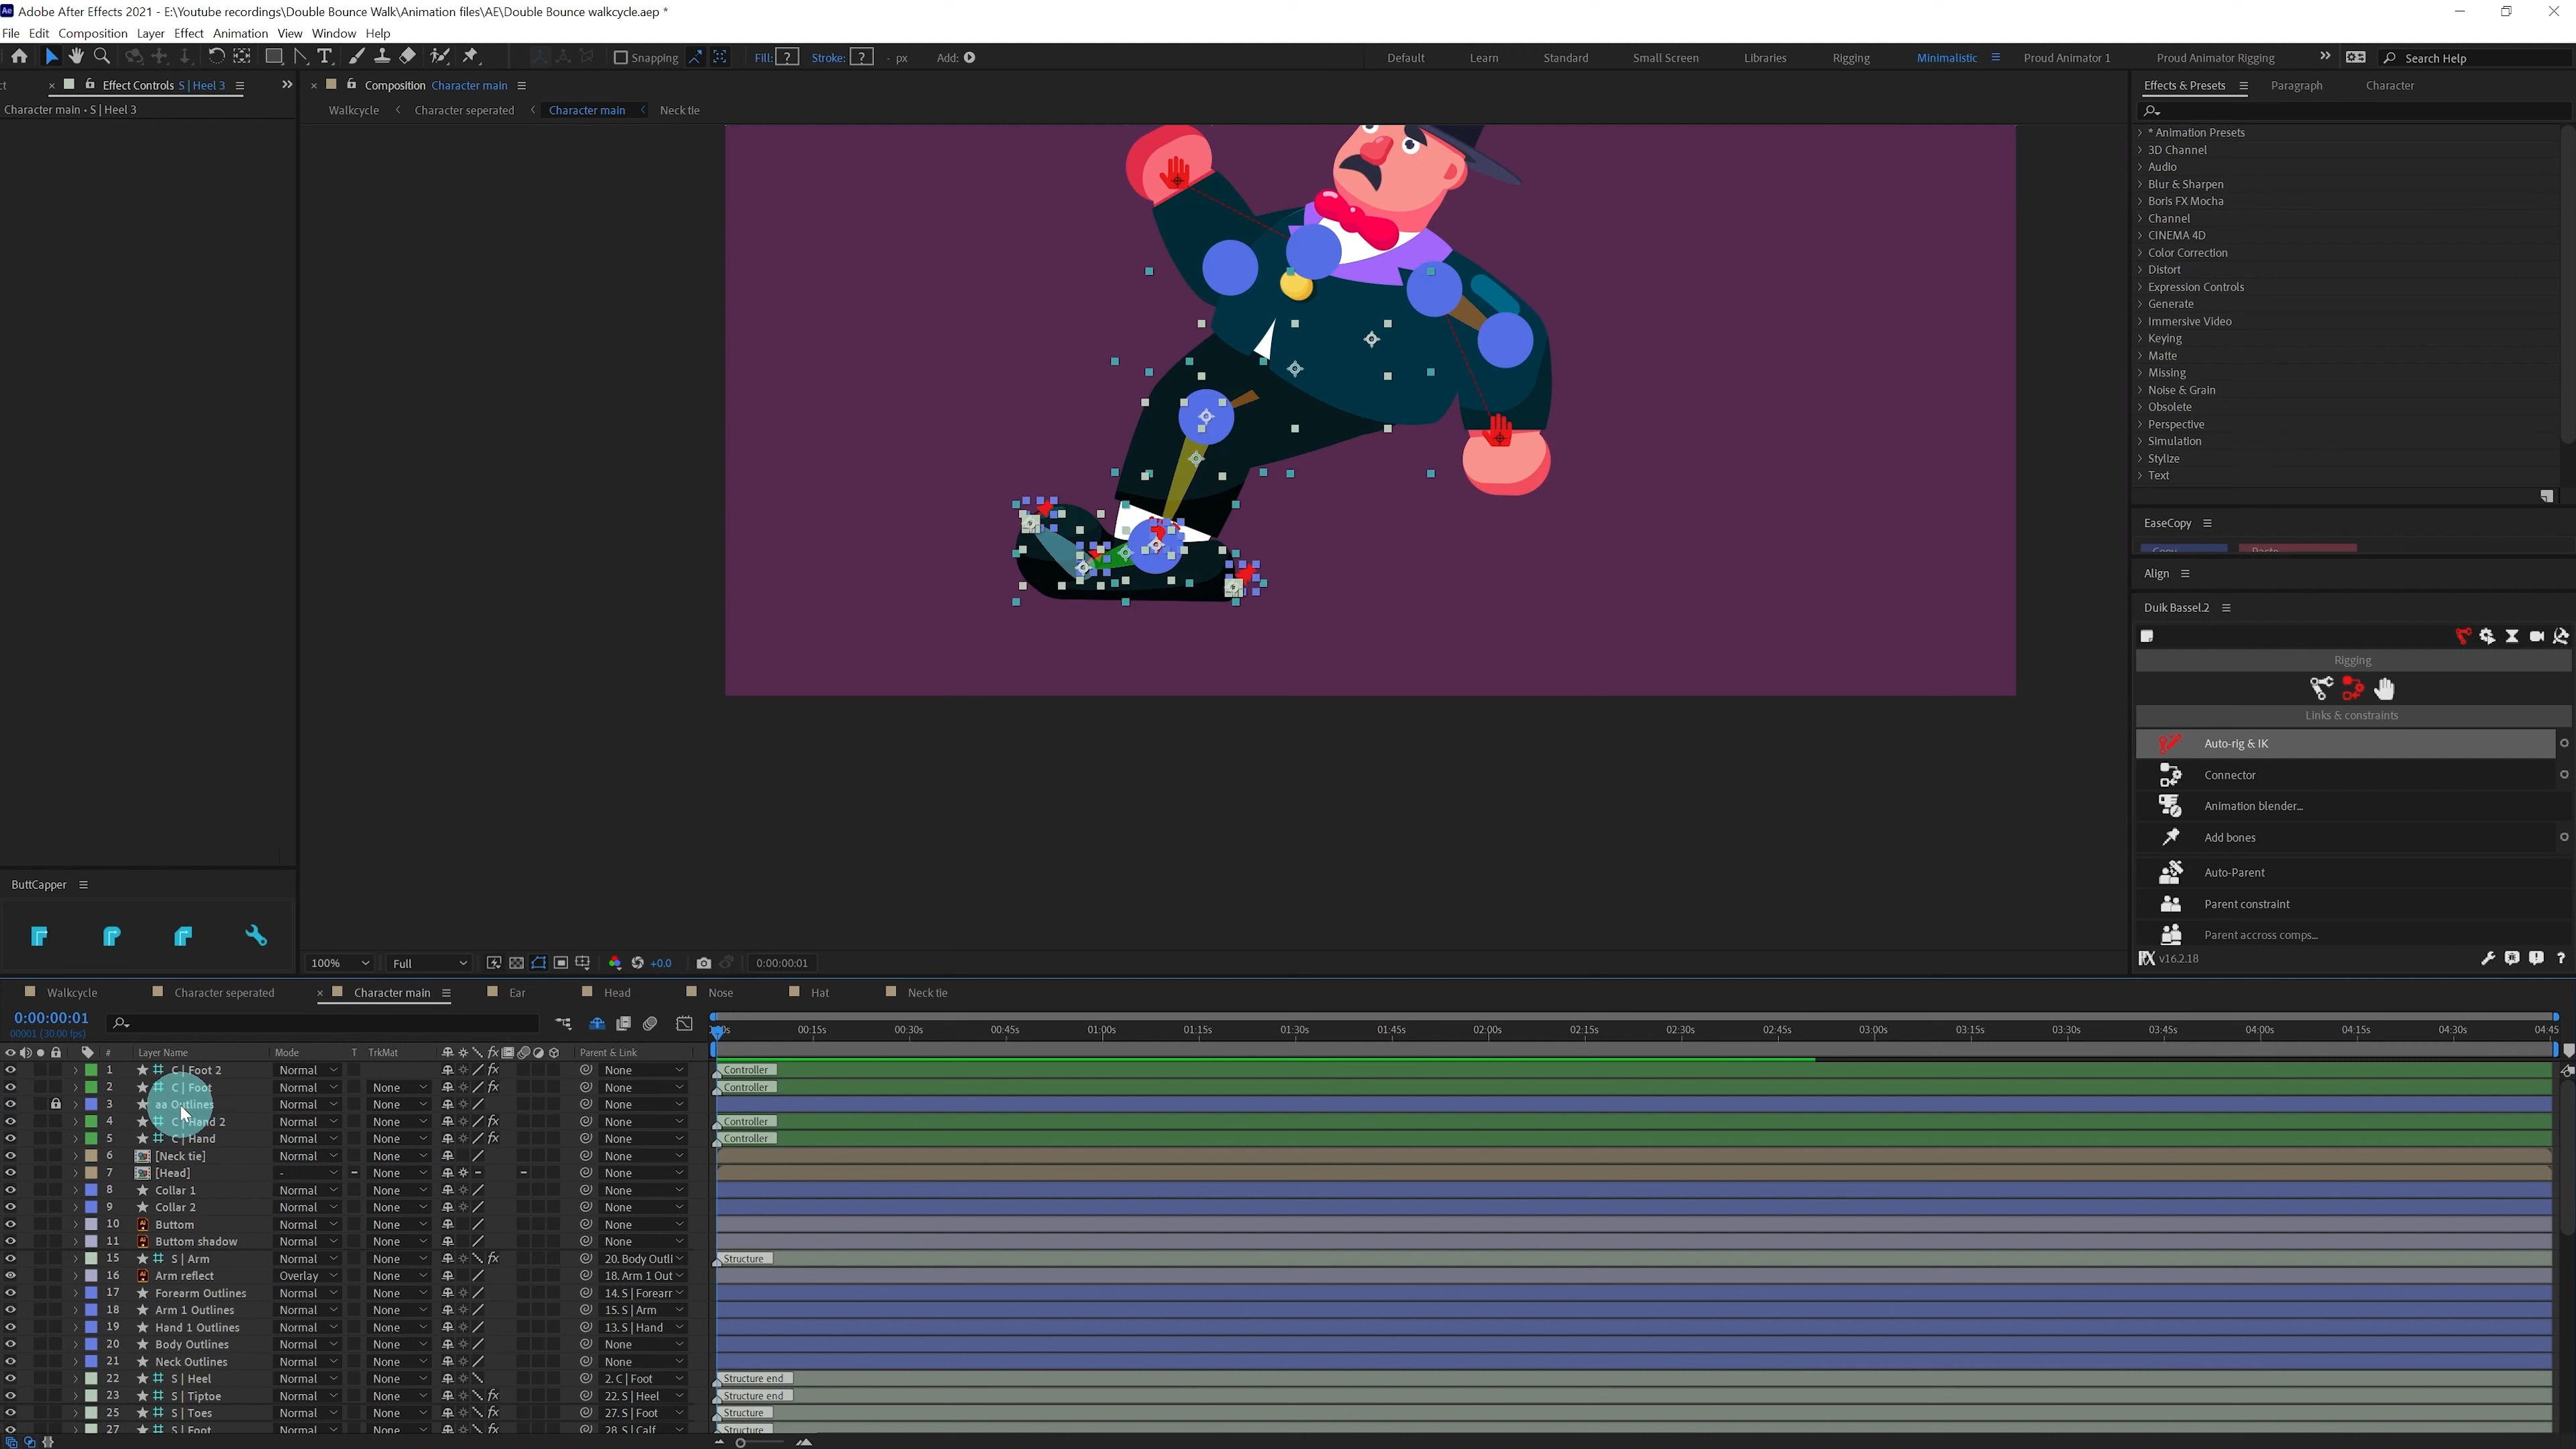 Adobe After Effects 2021 - E:\Youtube recordings\Double Bounce Walk\Animation files\AE\Double Bounce walkcycle.aep *
File Edit Composition Layer Effect Animation View Window Help
Snapping Fill: ? Stroke: ? - px Add: Default Learn Standard Small Screen Libraries Rigging Minimalistic Proud Animator 1 Proud Animator Rigging Search Help
Effect Controls S | Heel 3
Character main • S | Heel 3
Composition Character main
Walkcycle Character seperated Character main Neck tie
Effects & Presets Paragraph Character
* Animation Presets
3D Channel
Audio
Blur & Sharpen
Boris FX Mocha
Channel
CINEMA 4D
Color Correction
Distort
Expression Controls
Generate
Immersive Video
Keying
Matte
Missing
Noise & Grain
Obsolete
Perspective
Simulation
Stylize
Text
EaseCopy
Align
Duik Bassel.2
Rigging
Links & constraints
Auto-rig & IK
Connector
Animation blender...
Add bones
Auto-Parent
Parent constraint
Parent accross comps...
v16.2.18
ButtCapper
100% Full +0.0 0:00:00:01
Walkcycle Character seperated Character main Ear Head Nose Hat Neck tie
0:00:00:01
00001 (30.00 fps)
00:15s 00:30s 00:45s 01:00s 01:15s 01:30s 01:45s 02:00s 02:15s 02:30s 02:45s 03:00s 03:15s 03:30s 03:45s 04:00s 04:15s 04:30s 04:45
# Layer Name Mode T TrkMat Parent & Link
1 C | Foot 2 Normal None Controller
2 C | Foot Normal None None Controller
3 aa Outlines Normal None None
4 C | Hand 2 Normal None None Controller
5 C | Hand Normal None None Controller
6 [Neck tie] Normal None None
7 [Head] - None None
8 Collar 1 Normal None None
9 Collar 2 Normal None None
10 Buttom Normal None None
11 Buttom shadow Normal None None
15 S | Arm Normal None 20. Body Outli Structure
16 Arm reflect Overlay None 18. Arm 1 Out
17 Forearm Outlines Normal None 14. S | Forearr
18 Arm 1 Outlines Normal None 15. S | Arm
19 Hand 1 Outlines Normal None 13. S | Hand
20 Body Outlines Normal None None
21 Neck Outlines Normal None None
22 S | Heel Normal None 2. C | Foot Structure end
23 S | Tiptoe Normal None 22. S | Heel Structure end
25 S | Toes Normal None 27. S | Foot Structure
27 S | Foot Normal None 28. S | Calf Structure